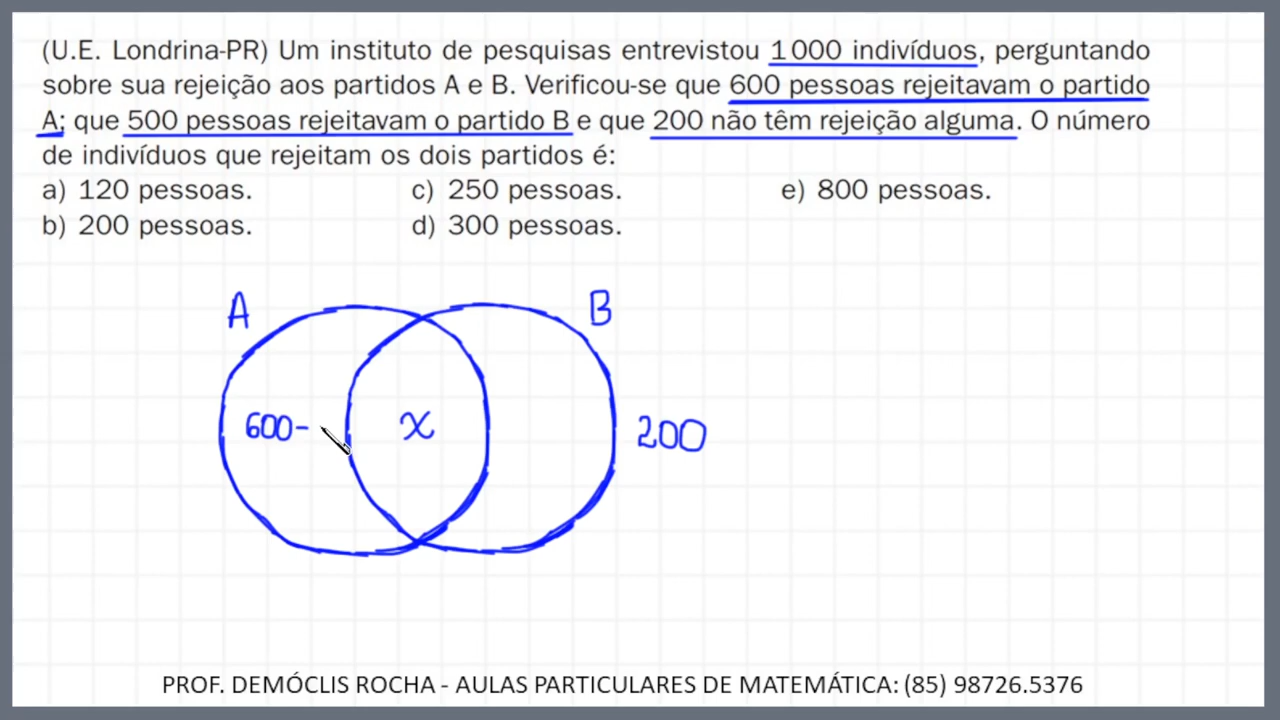 (U.E. Londrina-PR) Um instituto de pesquisas entrevistou 1 000 indivíduos, perguntando
sobre sua rejeição aos partidos A e B. Verificou-se que 600 pessoas rejeitavam o partido
A; que 500 pessoas rejeitavam o partido B e que 200 não têm rejeição alguma. O número
de indivíduos que rejeitam os dois partidos é:
a) 120 pessoas. c) 250 pessoas. e) 800 pessoas.
b) 200 pessoas. d) 300 pessoas.
A B
600- x 200
PROF. DEMÓCLIS ROCHA - AULAS PARTICULARES DE MATEMÁTICA: (85) 98726.5376